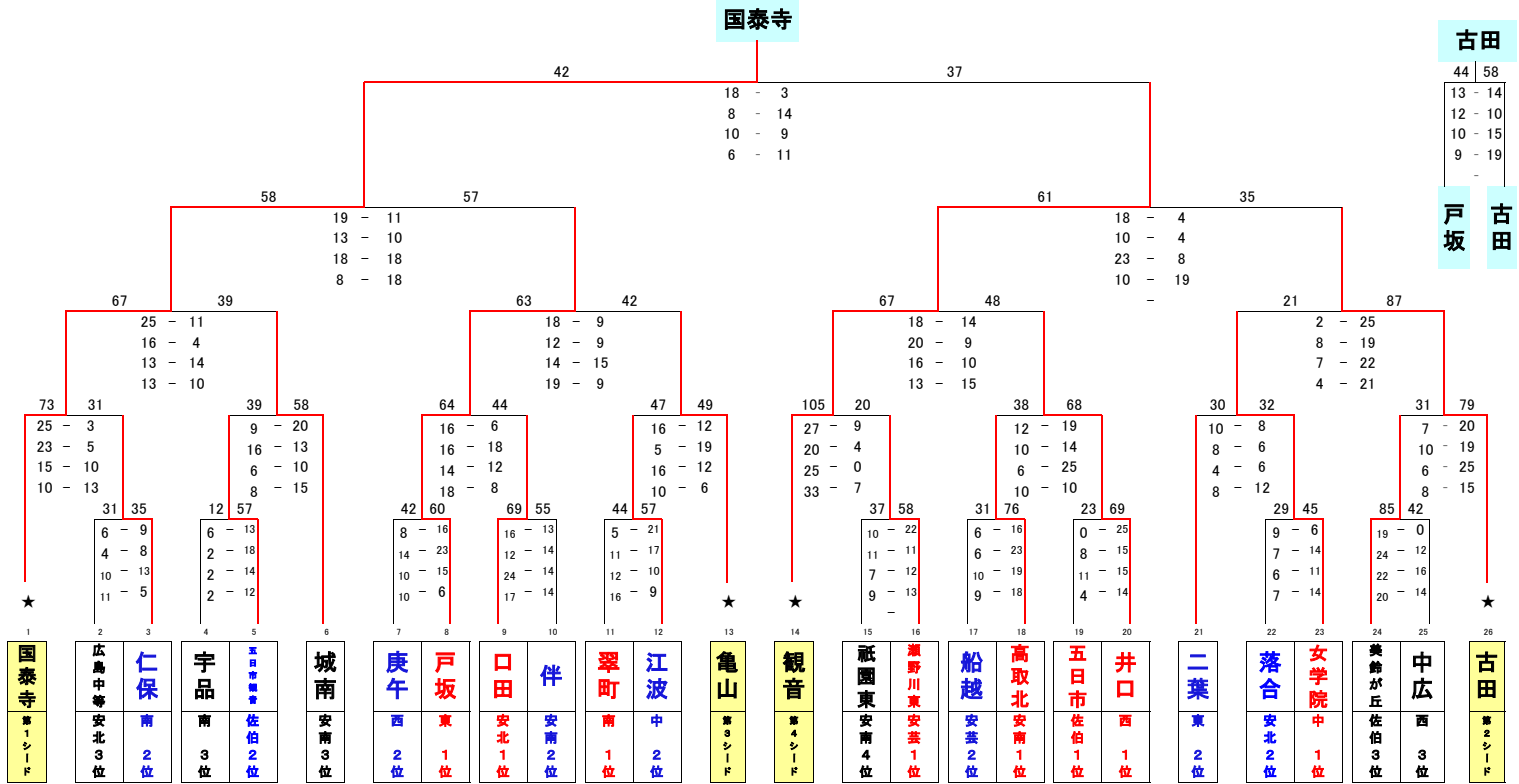 国泰寺
古田
42 37
44 58
18 - 3
8 - 14
10 - 9
6 - 11
13 - 14
12 - 10
10 - 15
9 - 19
-
戸坂 古田
58 57
61 35
19 - 11
13 - 10
18 - 18
8 - 18
18 - 4
10 - 4
23 - 8
10 - 19
-
67 39
63 42
67 48
21 87
25 - 11
16 - 4
13 - 14
13 - 10
18 - 9
12 - 9
14 - 15
19 - 9
18 - 14
20 - 9
16 - 10
13 - 15
2 - 25
8 - 19
7 - 22
4 - 21
73 31
39 58
64 44
47 49
105 20
38 68
30 32
31 79
25 - 3
23 - 5
15 - 10
10 - 13
9 - 20
16 - 13
6 - 10
8 - 15
16 - 6
16 - 18
14 - 12
18 - 8
16 - 12
5 - 19
16 - 12
10 - 6
27 - 9
20 - 4
25 - 0
33 - 7
12 - 19
10 - 14
6 - 25
10 - 10
10 - 8
8 - 6
4 - 6
8 - 12
7 - 20
10 - 19
6 - 25
8 - 15
31 35
12 57
42 60
69 55
44 57
37 58
31 76
23 69
29 45
85 42
6 - 9
4 - 8
10 - 13
11 - 5
6 - 13
2 - 18
2 - 14
2 - 12
8 - 16
14 - 23
10 - 15
10 - 6
16 - 13
12 - 14
24 - 14
17 - 14
5 - 21
11 - 17
12 - 10
16 - 9
10 - 22
11 - 11
7 - 12
9 - 13
-
6 - 16
6 - 23
10 - 19
9 - 18
0 - 25
8 - 15
11 - 15
4 - 14
9 - 6
7 - 14
6 - 11
7 - 14
19 - 0
24 - 12
22 - 16
20 - 14
★ ★ ★ ★
1 2 3 4 5 6 7 8 9 10 11 12 13 14 15 16 17 18 19 20 21 22 23 24 25 26
国泰寺 広島中等 仁保 宇品 五日市観音 城南 庚午 戸坂 口田 伴 翠町 江波 亀山 観音 祇園東 瀬野川東 船越 高取北 五日市 井口 二葉 落合 女学院 美鈴が丘 中広 古田
第1シード 安北3位 南 2位 南 3位 佐伯2位 安南3位 西 2位 東 1位 安北1位 安南2位 南 1位 中 2位 第3シード 第4シード 安南4位 安芸1位 安芸2位 安南1位 佐伯1位 西 1位 東 2位 安北2位 中 1位 佐伯3位 西 3位 第2シード